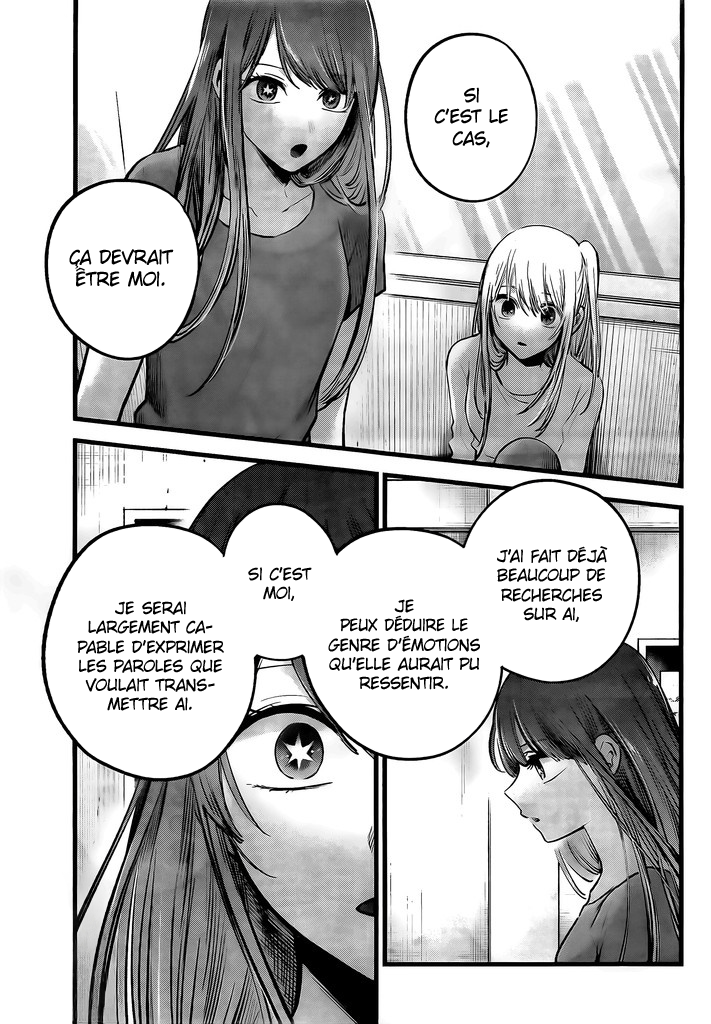 SI
C'EST LE
CAS,
ÇA DEVRAIT
ÊTRE MOI.
J'AI FAIT DÉJÀ
BEAUCOUP DE
RECHERCHES
SUR AI,
JE
PEUX DÉDUIRE LE
GENRE D'ÉMOTIONS
QU'ELLE AURAIT PU
RESSENTIR.
SI C'EST
MOI,
JE SERAI
LARGEMENT CA-
PABLE D'EXPRIMER
LES PAROLES QUE
VOULAIT TRANS-
METTRE AI.